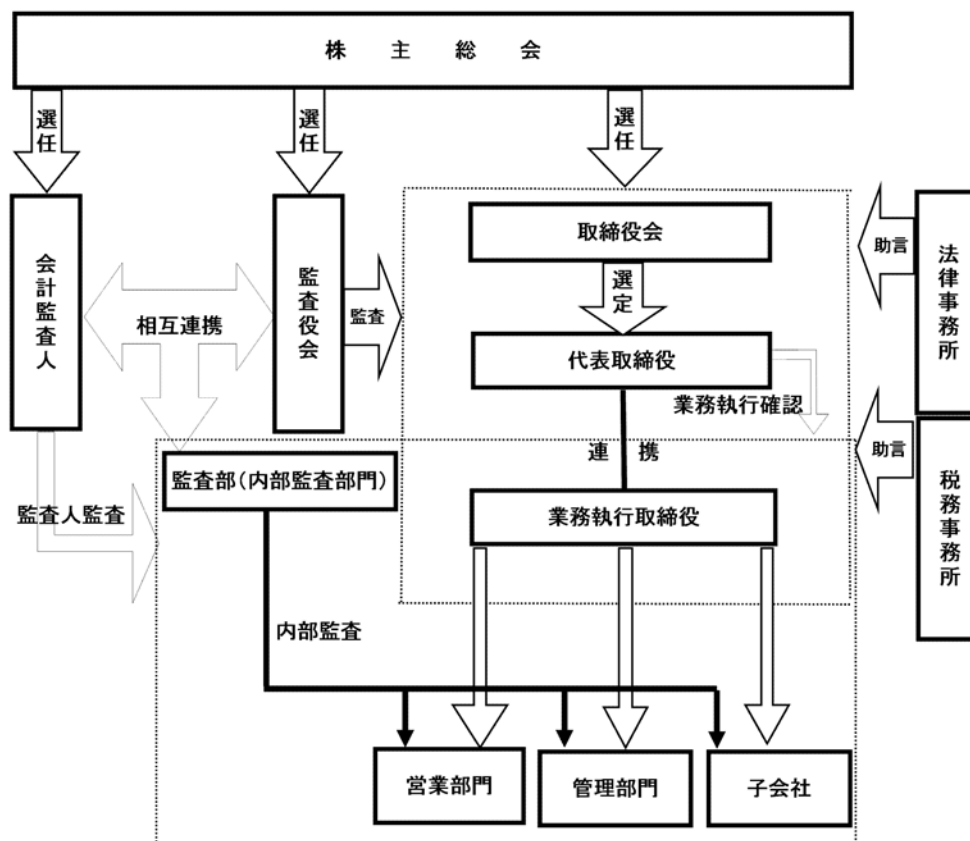 株主総会
選任
選任
選任
会計監査人
相互連携
監査役会
監査
取締役会
選定
代表取締役
業務執行確認
助言
法律事務所
助言
税務事務所
連携
監査部(内部監査部門)
監査人監査
業務執行取締役
内部監査
営業部門
管理部門
子会社